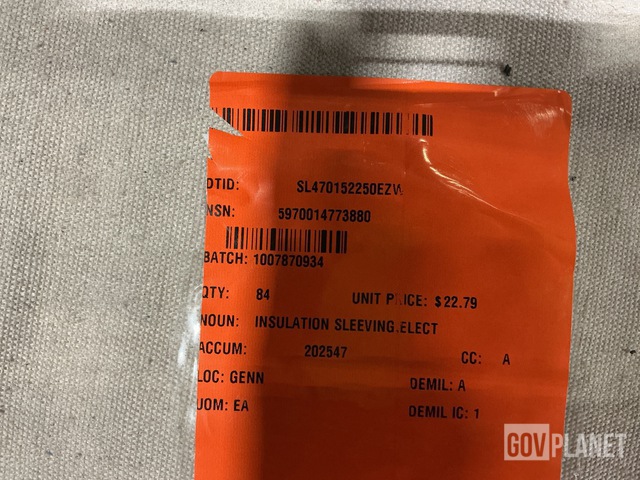 DTID: SL470152250EZW
NSN: 5970014773880
BATCH: 1007870934
QTY: 84 UNIT PRICE: $22.79
NOUN: INSULATION SLEEVING,ELECT
ACCUM: 202547 CC: A
LOC: GENN DEMIL: A
UOM: EA DEMIL IC: 1
GOVPLANET